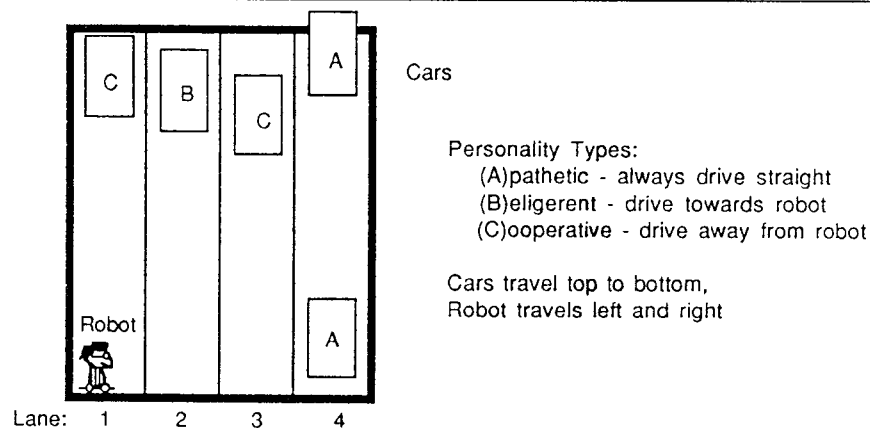 A
C
B
C
Cars
Personality Types:
(A)pathetic - always drive straight
(B)eligerent - drive towards robot
(C)ooperative - drive away from robot
Cars travel top to bottom,
Robot travels left and right
Robot
A
Lane: 1 2 3 4